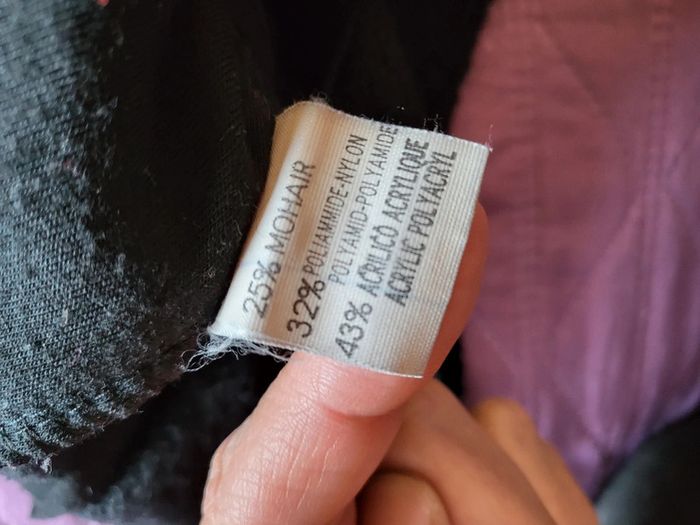 25% MOHAIR
32% POLIAMMIDE-NYLON
POLYAMID-POLYAMIDE
43% ACRILICO ACRYLIQUE
ACRYLIC POLYACRYL